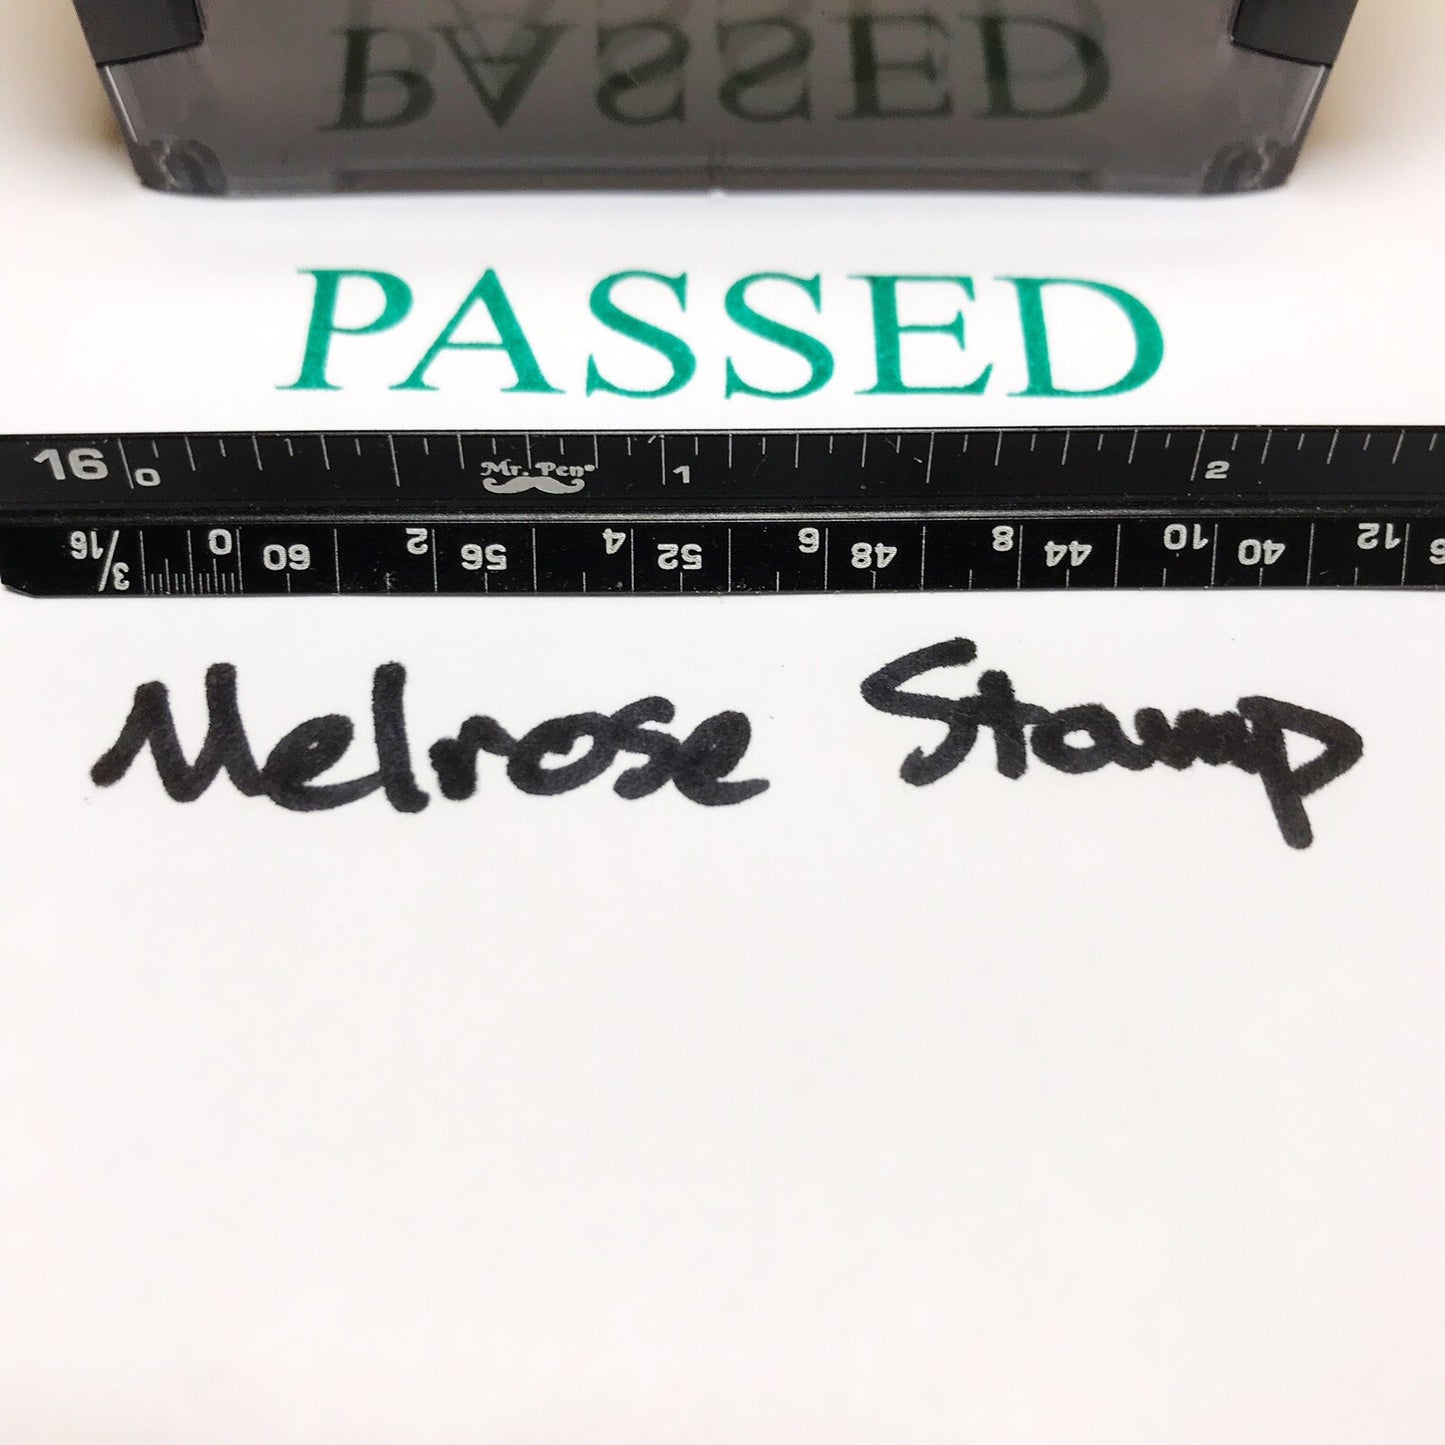 PASSED
PASSED
16 0 Mr. Pen® 1 2
3/16 0 60 2 56 4 52 6 48 8 44 10 40 12
Melrose Stamp